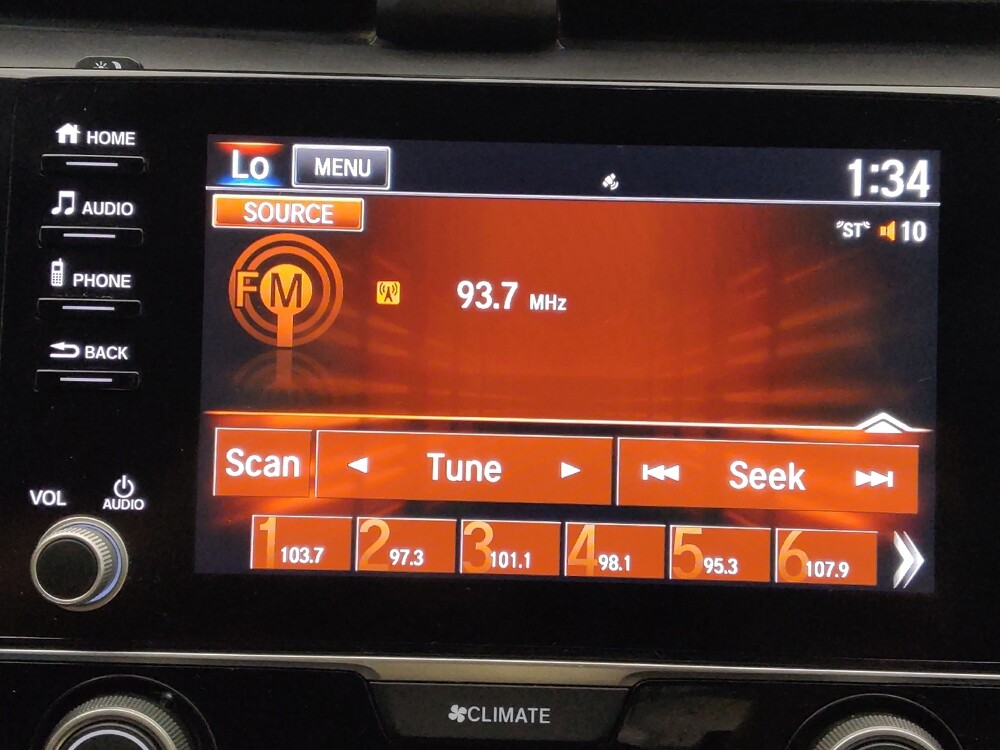 HOME
AUDIO
PHONE
BACK
VOL
AUDIO
Lo MENU 1:34
SOURCE
"ST" 10
FM
93.7 MHz
Scan Tune Seek
1 103.7 2 97.3 3 101.1 4 98.1 5 95.3 6 107.9
CLIMATE